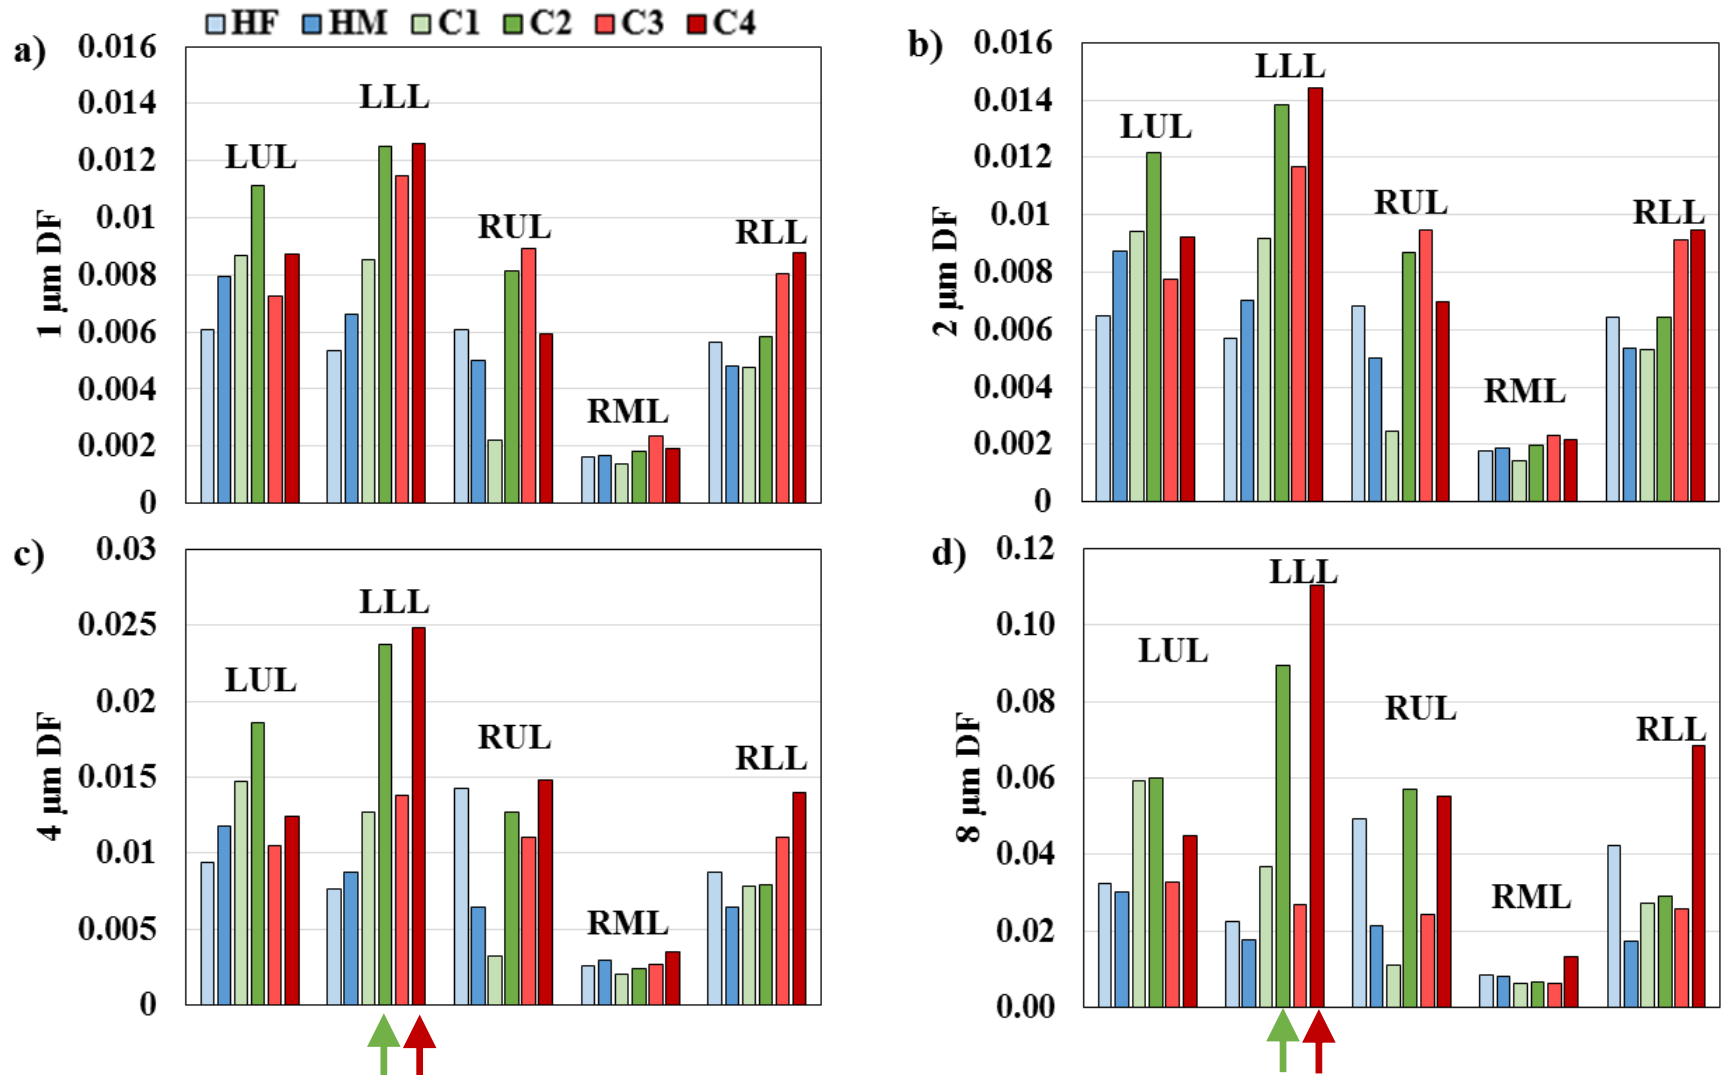 HF HM C1 C2 C3 C4
a)
1 µm DF
0.016
0.014
0.012
0.01
0.008
0.006
0.004
0.002
0
LUL
LLL
RUL
RML
RLL
b)
2 µm DF
0.016
0.014
0.012
0.01
0.008
0.006
0.004
0.002
0
LUL
LLL
RUL
RML
RLL
c)
4 µm DF
0.03
0.025
0.02
0.015
0.01
0.005
0
LUL
LLL
RUL
RML
RLL
d)
8 µm DF
0.12
0.10
0.08
0.06
0.04
0.02
0.00
LUL
LLL
RUL
RML
RLL